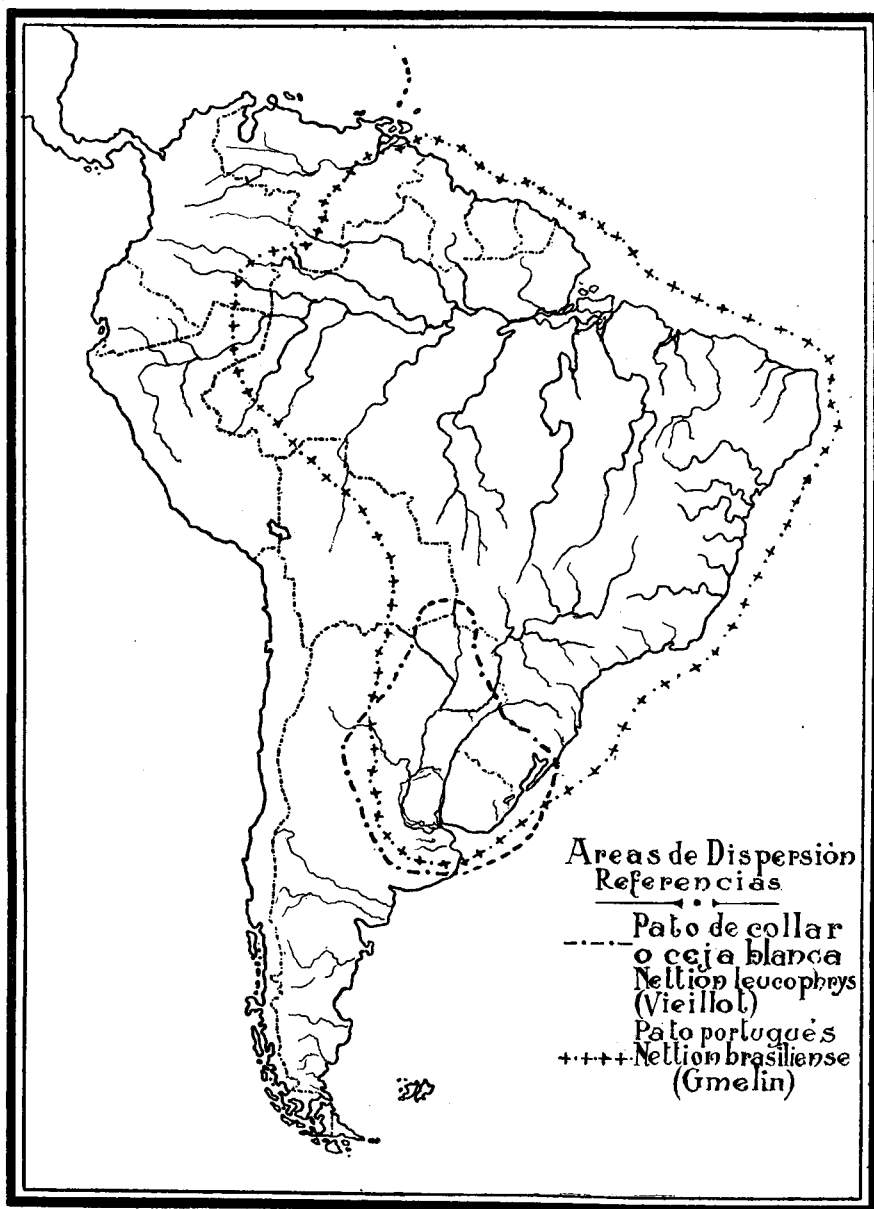 Areas de Dispersión
Referencias
Pato de collar
o ceja blanca
Nettion leucophrys
(Vieillot)
Pato portugués
Nettion brasiliense
(Gmelin)